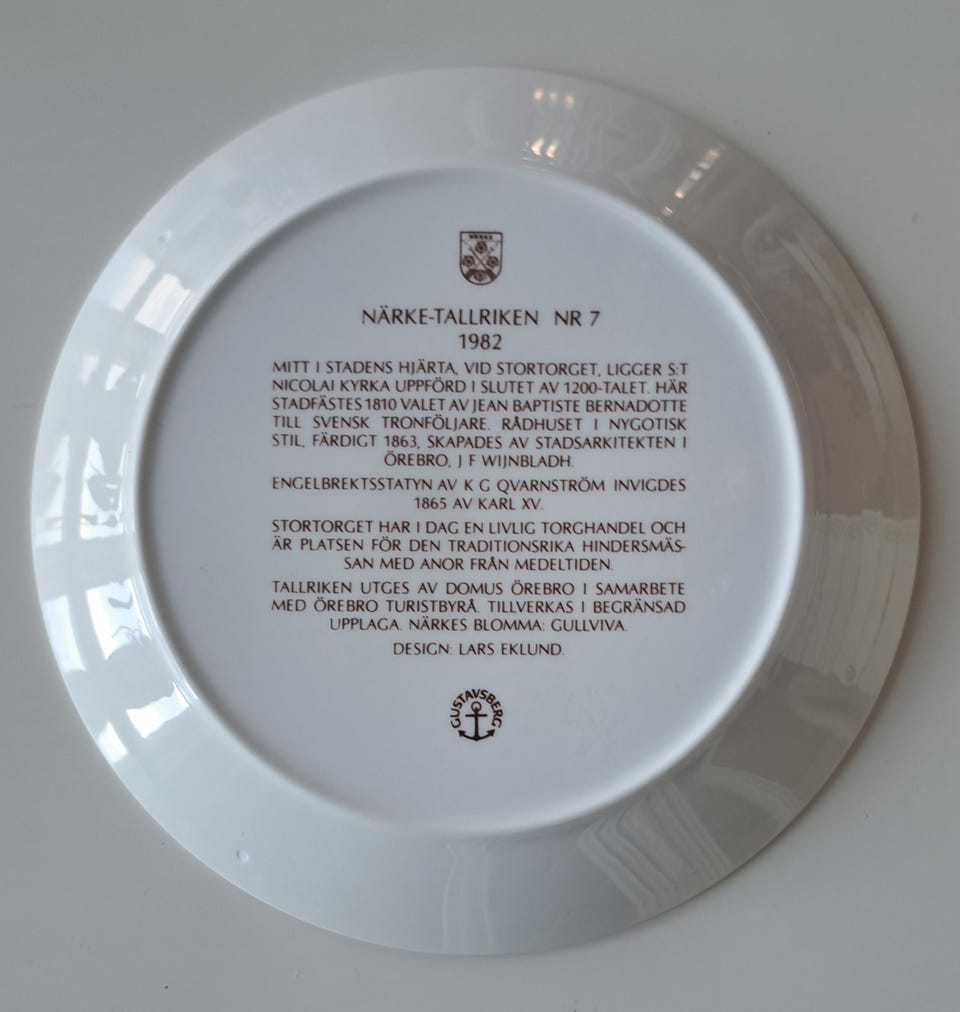 NÄRKE
NÄRKE-TALLRIKEN NR 7
1982
MITT I STADENS HJÄRTA, VID STORTORGET, LIGGER S:T
NICOLAI KYRKA UPPFÖRD I SLUTET AV 1200-TALET. HÄR
STADFÄSTES 1810 VALET AV JEAN BAPTISTE BERNADOTTE
TILL SVENSK TRONFÖLJARE. RÅDHUSET I NYGOTISK
STIL, FÄRDIGT 1863, SKAPADES AV STADSARKITEKTEN I
ÖREBRO, J F WIJNBLADH.
ENGELBREKTSSTATYN AV K G QVARNSTRÖM INVIGDES
1865 AV KARL XV.
STORTORGET HAR I DAG EN LIVLIG TORGHANDEL OCH
ÄR PLATSEN FÖR DEN TRADITIONSRIKA HINDERSMÄS-
SAN MED ANOR FRÅN MEDELTIDEN.
TALLRIKEN UTGES AV DOMUS ÖREBRO I SAMARBETE
MED ÖREBRO TURISTBYRÅ. TILLVERKAS I BEGRÄNSAD
UPPLAGA. NÄRKES BLOMMA: GULLVIVA.
DESIGN: LARS EKLUND.
GUSTAVSBERG